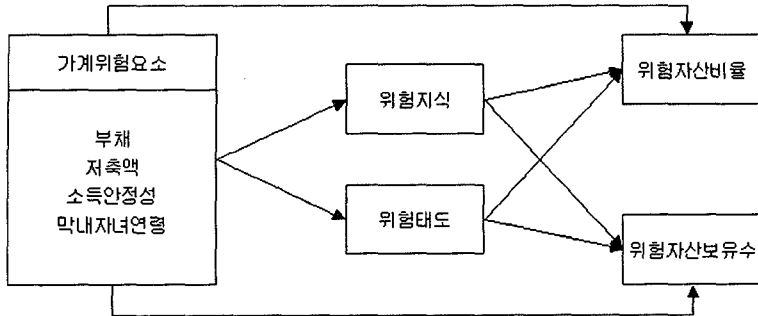 가계위험요소
부채
저축액
소득안정성
막내자녀연령
위험지식
위험태도
위험자산비율
위험자산보유수